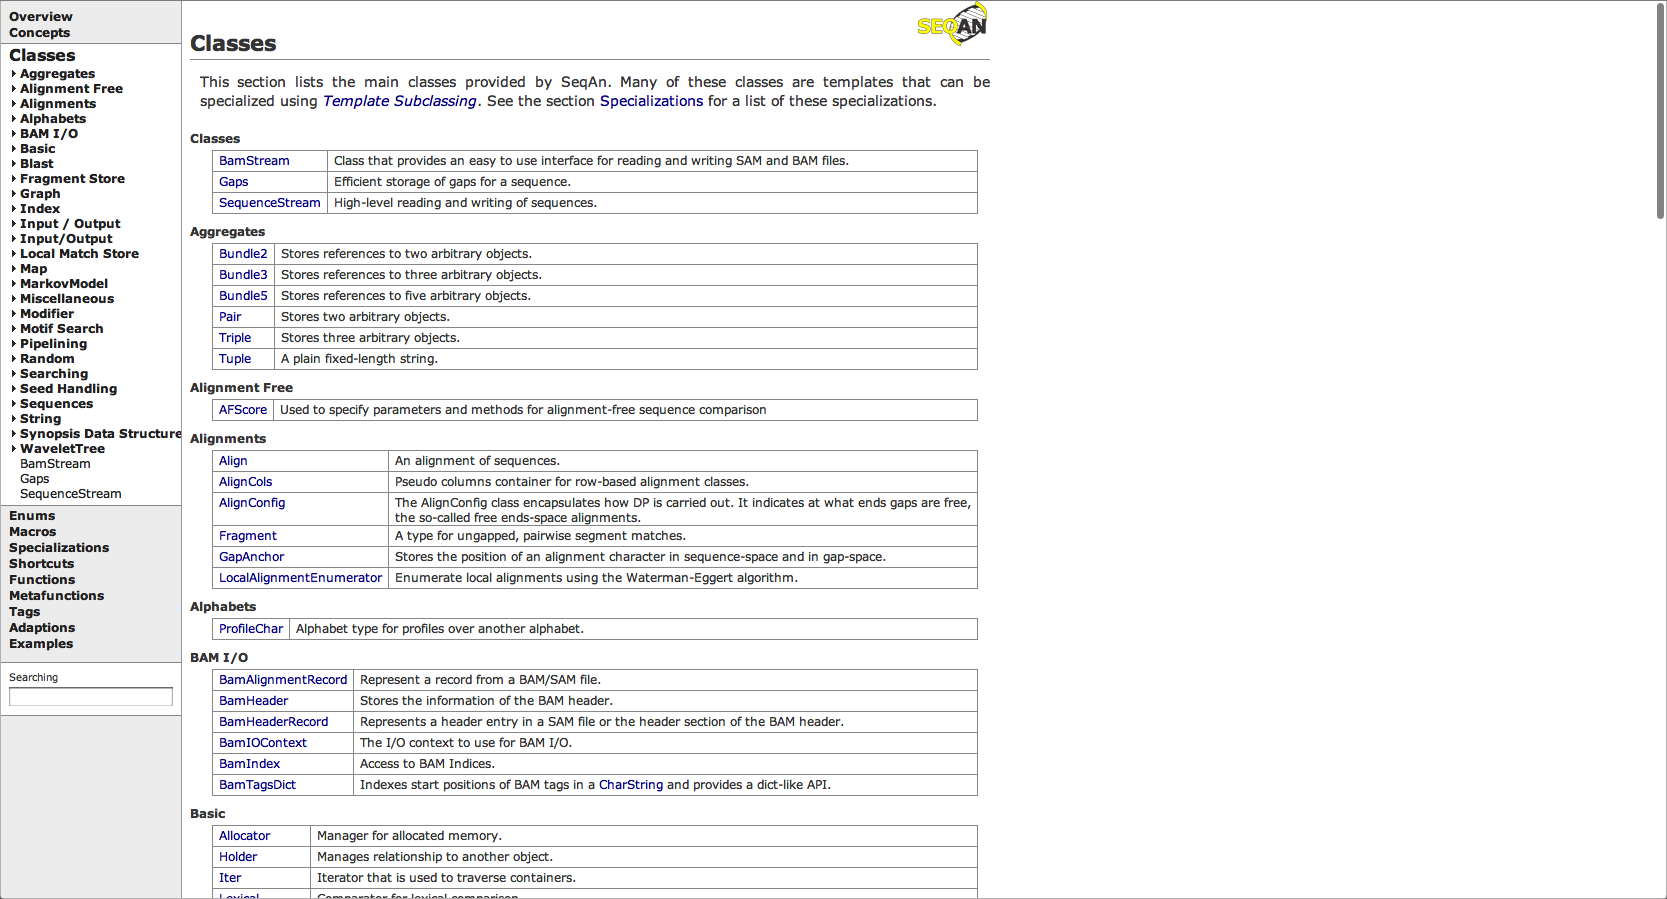 Overview
Concepts
Classes
Aggregates
Alignment Free
Alignments
Alphabets
BAM I/O
Basic
Blast
Fragment Store
Graph
Index
Input / Output
Input/Output
Local Match Store
Map
MarkovModel
Miscellaneous
Modifier
Motif Search
Pipelining
Random
Searching
Seed Handling
Sequences
String
Synopsis Data Structure
WaveletTree
BamStream
Gaps
SequenceStream
Enums
Macros
Specializations
Shortcuts
Functions
Metafunctions
Tags
Adaptions
Examples
Searching
SEQAN
Classes
This section lists the main classes provided by SeqAn. Many of these classes are templates that can be
specialized using Template Subclassing. See the section Specializations for a list of these specializations.
Classes
BamStream Class that provides an easy to use interface for reading and writing SAM and BAM files.
Gaps Efficient storage of gaps for a sequence.
SequenceStream High-level reading and writing of sequences.
Aggregates
Bundle2 Stores references to two arbitrary objects.
Bundle3 Stores references to three arbitrary objects.
Bundle5 Stores references to five arbitrary objects.
Pair Stores two arbitrary objects.
Triple Stores three arbitrary objects.
Tuple A plain fixed-length string.
Alignment Free
AFScore Used to specify parameters and methods for alignment-free sequence comparison
Alignments
Align An alignment of sequences.
AlignCols Pseudo columns container for row-based alignment classes.
AlignConfig The AlignConfig class encapsulates how DP is carried out. It indicates at what ends gaps are free,
the so-called free ends-space alignments.
Fragment A type for ungapped, pairwise segment matches.
GapAnchor Stores the position of an alignment character in sequence-space and in gap-space.
LocalAlignmentEnumerator Enumerate local alignments using the Waterman-Eggert algorithm.
Alphabets
ProfileChar Alphabet type for profiles over another alphabet.
BAM I/O
BamAlignmentRecord Represent a record from a BAM/SAM file.
BamHeader Stores the information of the BAM header.
BamHeaderRecord Represents a header entry in a SAM file or the header section of the BAM header.
BamIOContext The I/O context to use for BAM I/O.
BamIndex Access to BAM Indices.
BamTagsDict Indexes start positions of BAM tags in a CharString and provides a dict-like API.
Basic
Allocator Manager for allocated memory.
Holder Manages relationship to another object.
Iter Iterator that is used to traverse containers.
Lexical Comparator for lexical comparison.